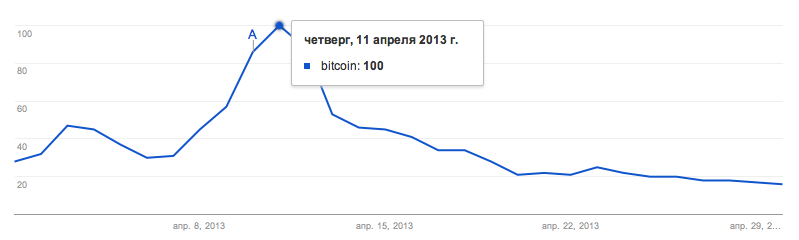 100
80
60
40
20
A
четверг, 11 апреля 2013 г.
bitcoin: 100
апр. 8, 2013
апр. 15, 2013
апр. 22, 2013
апр. 29, 2...